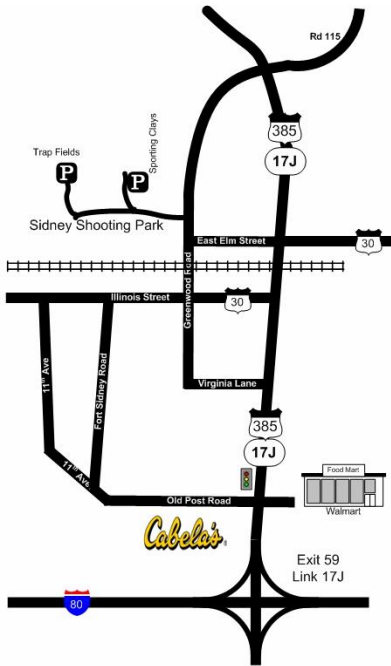 Rd 115
385
17J
Sporting Clays
Trap Fields
P
P
Sidney Shooting Park
East Elm Street
30
Greenwood Road
Illinois Street
30
11th Ave
Fort Sidney Road
Virginia Lane
385
17J
11th Ave
Old Post Road
Food Mart
Walmart
Cabela's
Exit 59
Link 17J
80